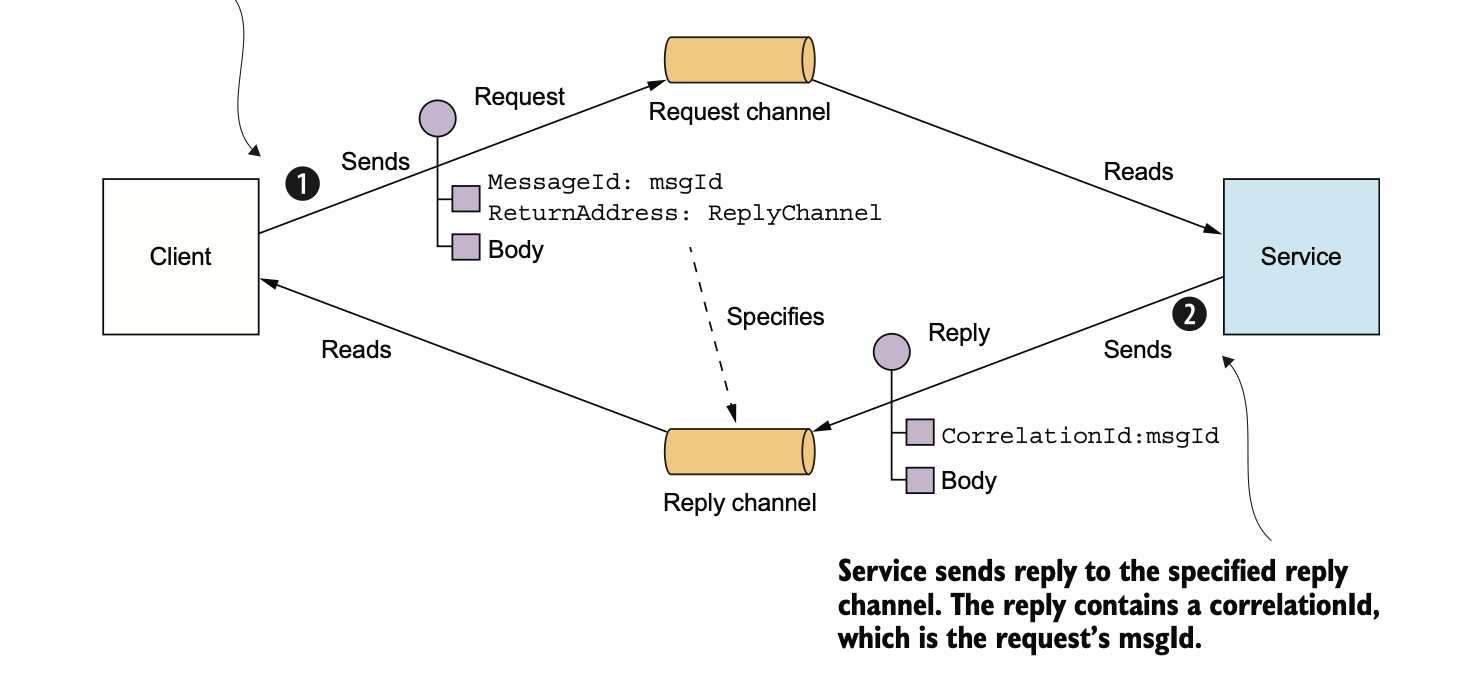 Request
Request channel
Sends
1
MessageId: msgId
ReturnAddress: ReplyChannel
Body
Reads
Client
Service
Specifies
2
Reply
Sends
Reads
CorrelationId:msgId
Body
Reply channel
Service sends reply to the specified reply
channel. The reply contains a correlationId,
which is the request's msgId.